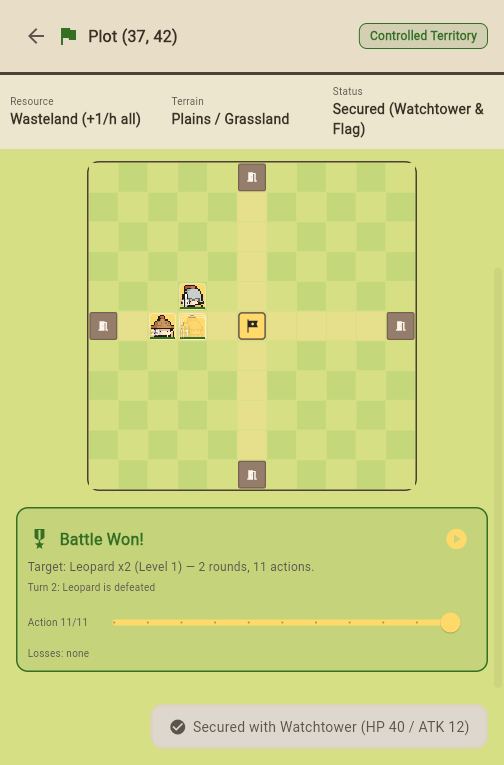 Plot (37, 42)
Controlled Territory
Resource
Wasteland (+1/h all)
Terrain
Plains / Grassland
Status
Secured (Watchtower &
Flag)
Battle Won!
Target: Leopard x2 (Level 1) — 2 rounds, 11 actions.
Turn 2: Leopard is defeated
Action 11/11
Losses: none
Secured with Watchtower (HP 40 / ATK 12)